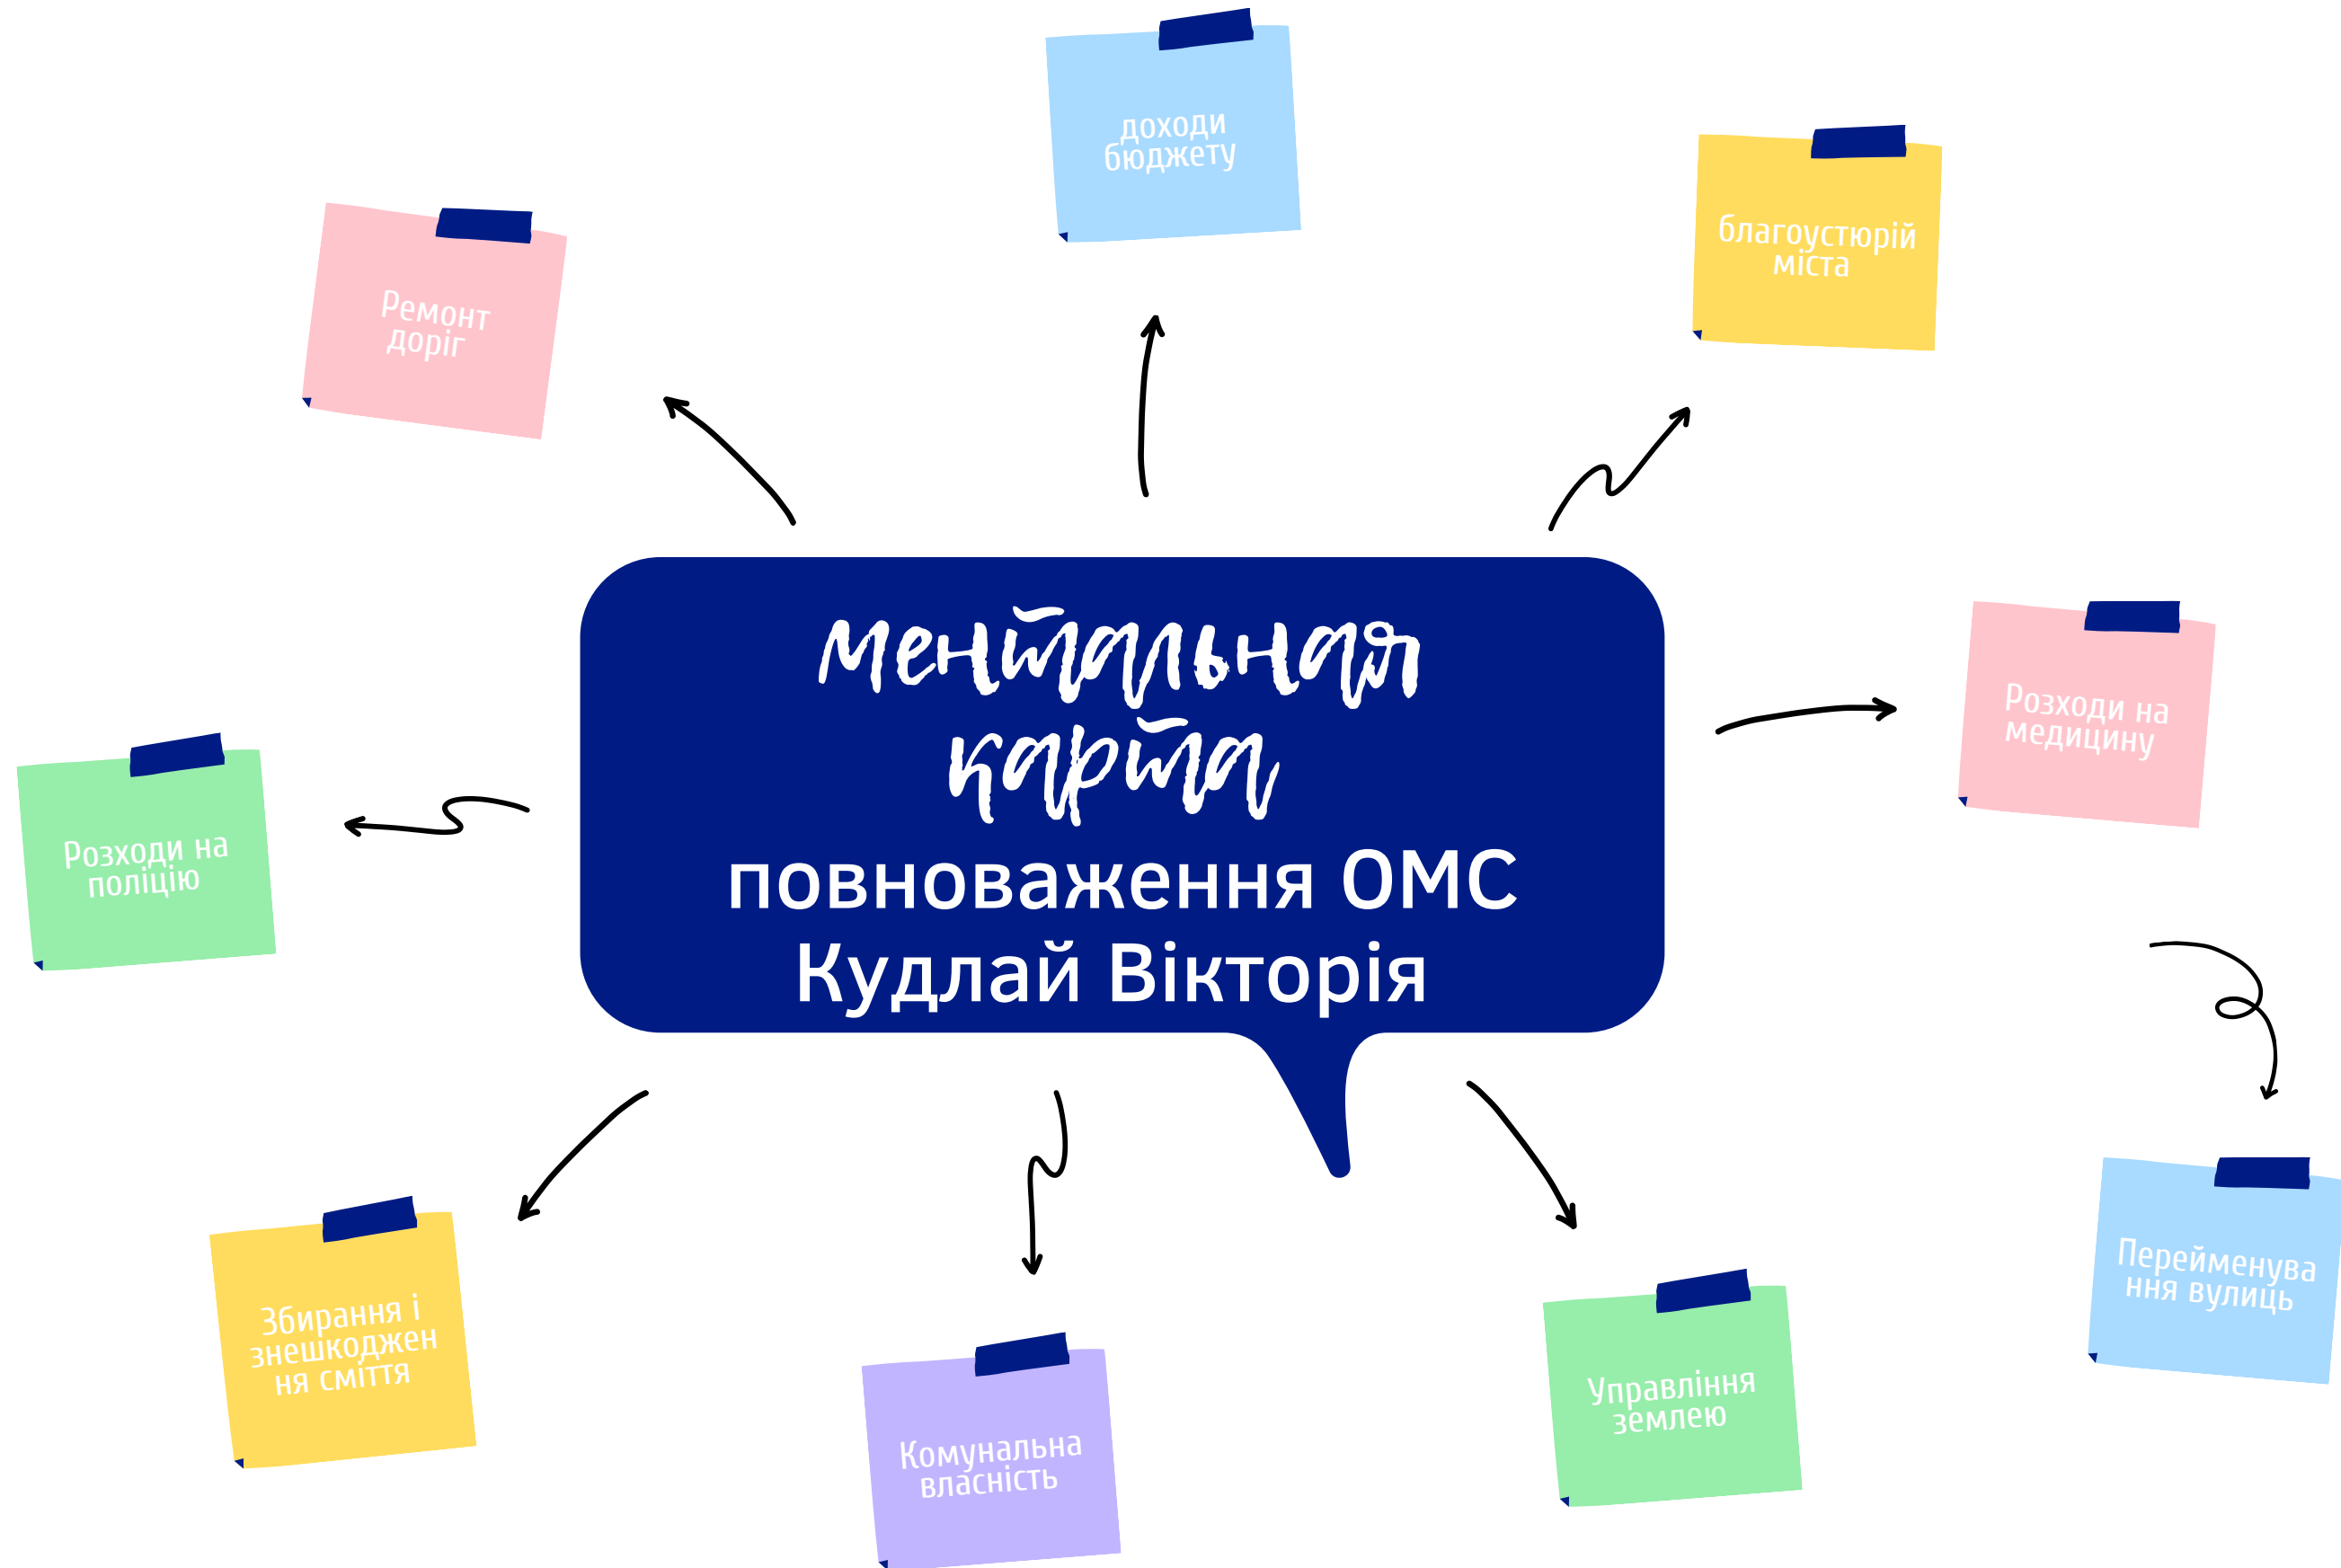 доходи
бюджету
благоустюрій
міста
Ремонт
доріг
ментальна
карта
повноваження ОМС
Кудлай Вікторія
Розходи на
медицину
Розходи на
поліцію
Збирання і
знешкоджен
ня сміття
Комунальна
власність
Управління
землею
Перейменува
ння вулиць